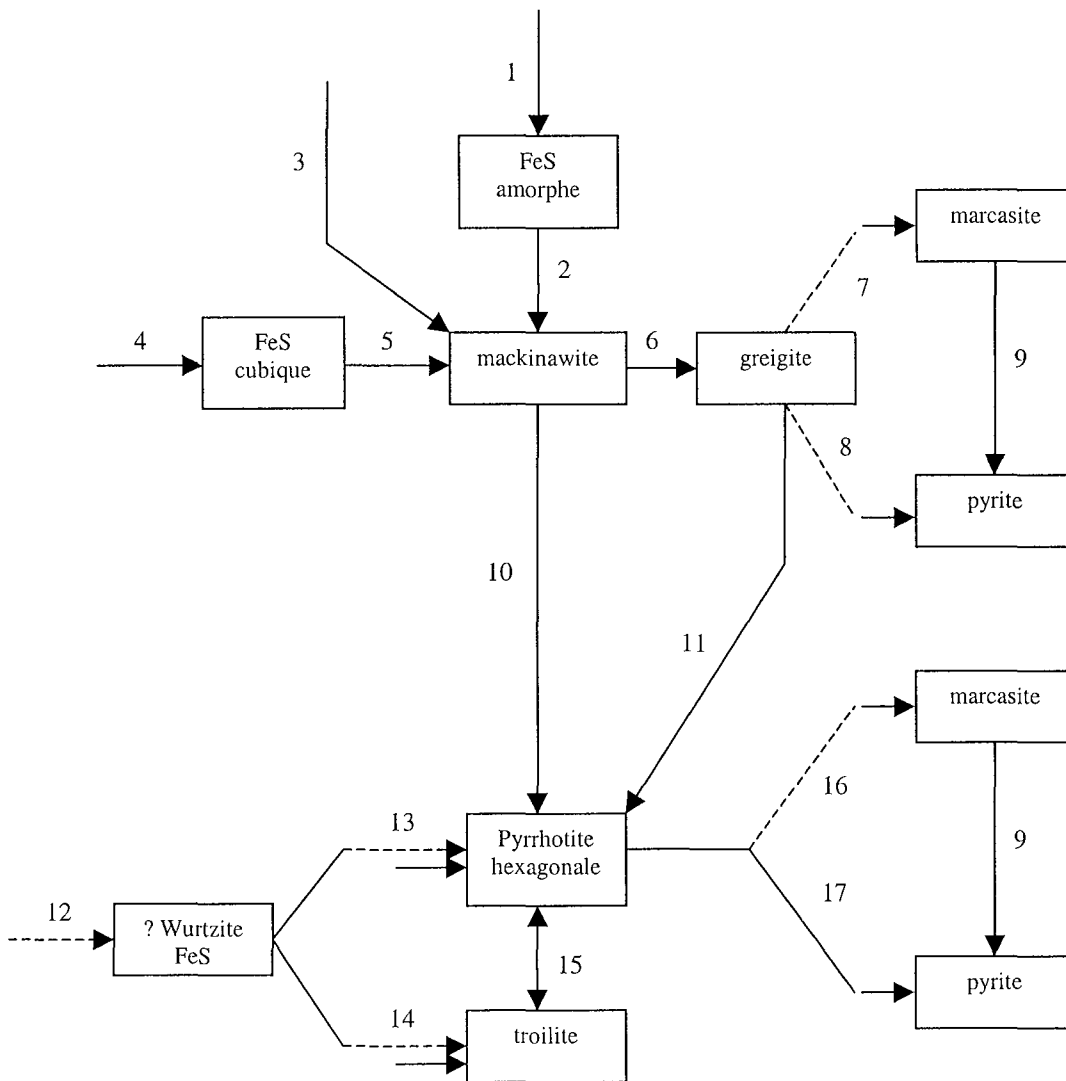 1
3
FeS
amorphe
marcasite
2
7
4
FeS
cubique
5
mackinawite
6
greigite
9
8
pyrite
10
11
marcasite
16
13
Pyrrhotite
hexagonale
9
17
12
? Wurtzite
FeS
15
pyrite
14
troilite